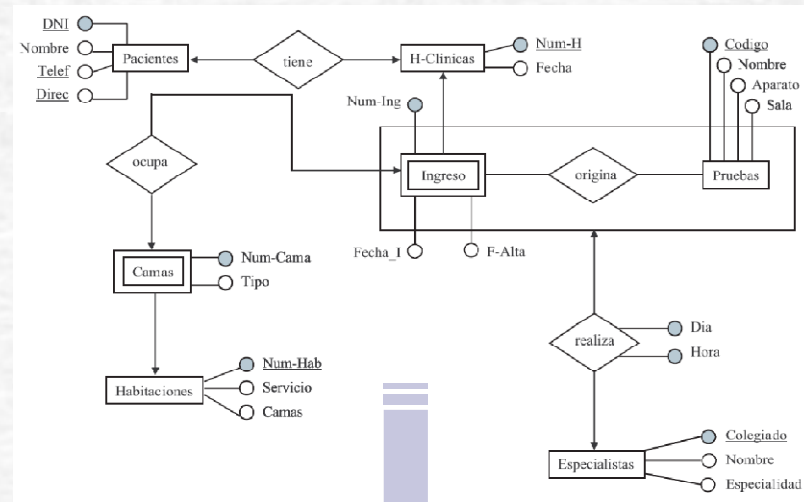 DNI
Nombre
Telef
Direc
Pacientes
tiene
H-Clinicas
Num-H
Fecha
Codigo
Nombre
Aparato
Sala
Num-Ing
ocupa
Ingreso
origina
Pruebas
Fecha_I
F-Alta
Camas
Num-Cama
Tipo
realiza
Dia
Hora
Habitaciones
Num-Hab
Servicio
Camas
Especialistas
Colegiado
Nombre
Especialidad